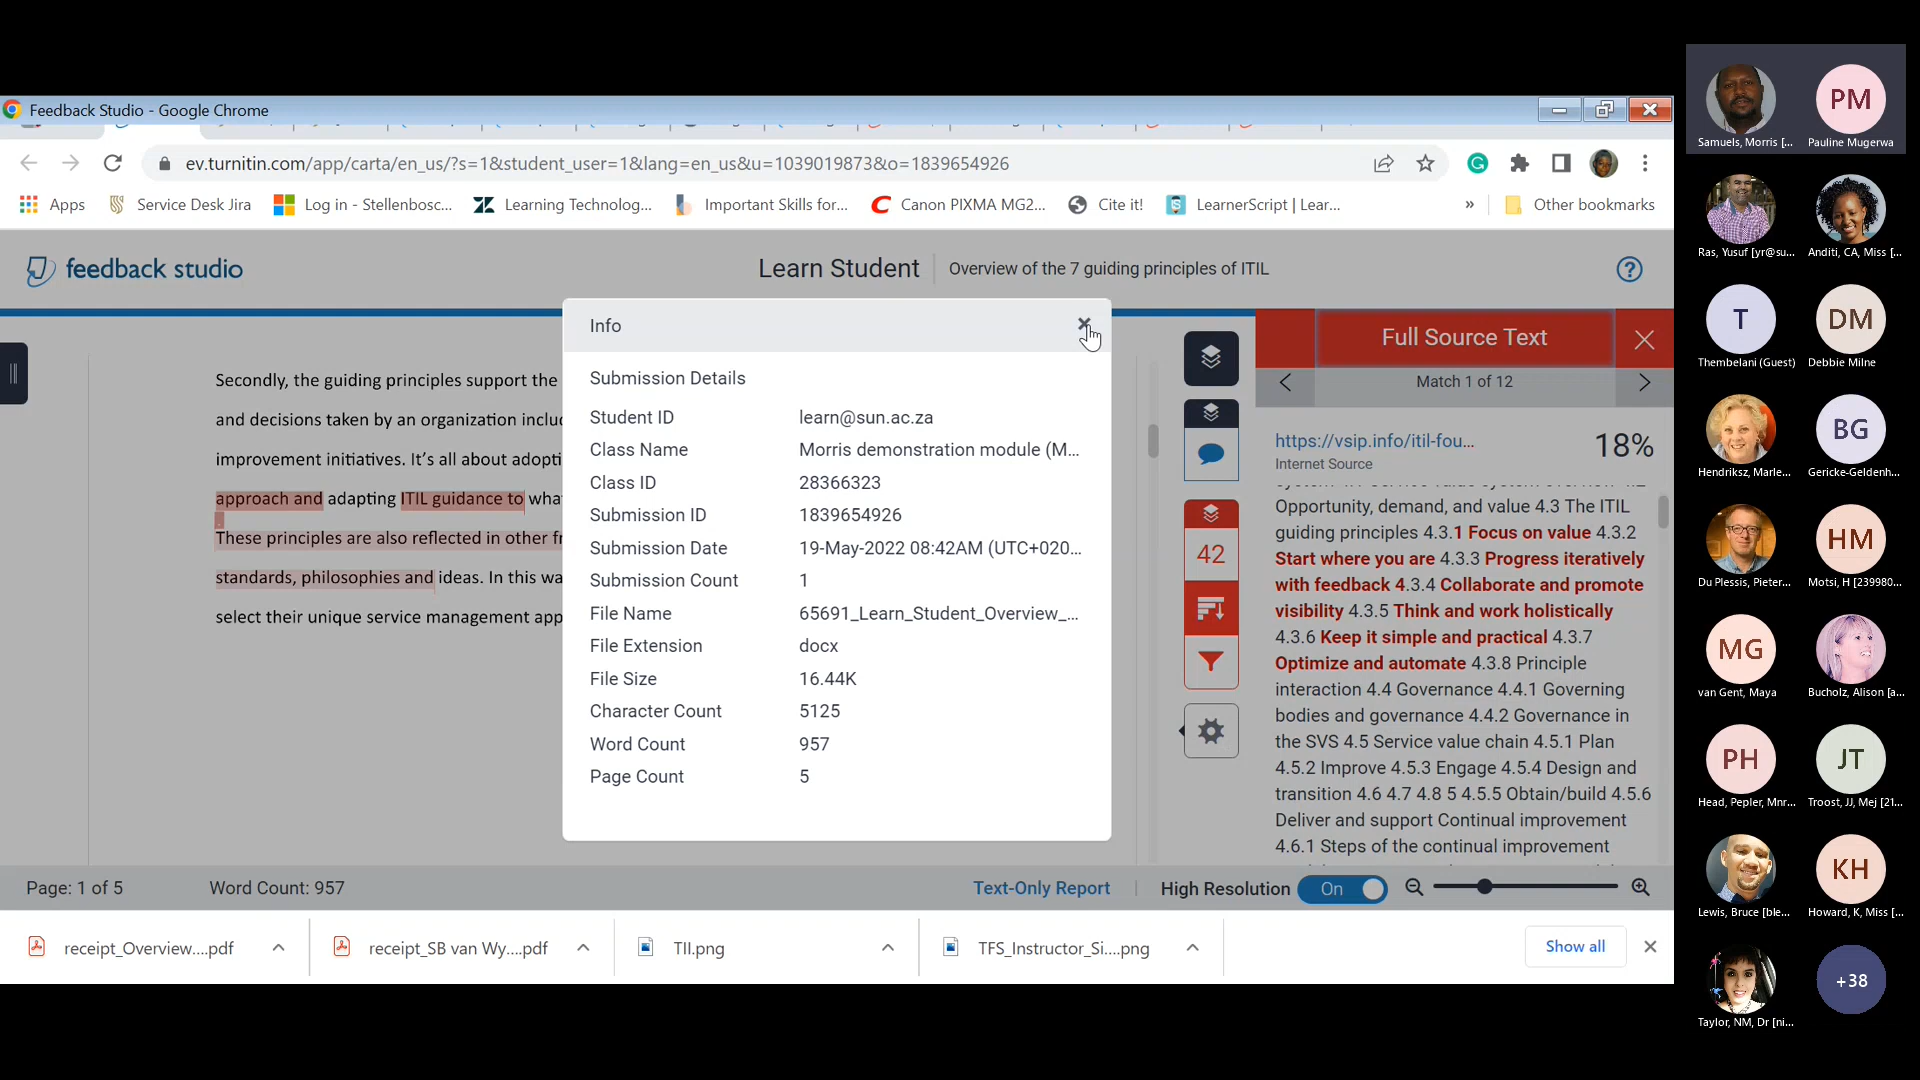 Feedback Studio - Google Chrome
ev.turnitin.com/app/carta/en_us/?s=1&student_user=1&lang=en_us&u=1039019873&o=1839654926
Apps
Service Desk Jira
Log in - Stellenbosc...
Learning Technolog...
Important Skills for...
Canon PIXMA MG2...
Cite it!
LearnerScript | Lear...
»
Other bookmarks
feedback studio
Learn Student
Overview of the 7 guiding principles of ITIL
?
Secondly, the guiding principles support the
and decisions taken by an organization inclu
improvement initiatives. It's all about adopti
approach and adapting ITIL guidance to wha
These principles are also reflected in other fr
standards, philosophies and ideas. In this wa
select their unique service management app
Info
Submission Details
Student ID learn@sun.ac.za
Class Name Morris demonstration module (M...
Class ID 28366323
Submission ID 1839654926
Submission Date 19-May-2022 08:42AM (UTC+020...
Submission Count 1
File Name 65691_Learn_Student_Overview_...
File Extension docx
File Size 16.44K
Character Count 5125
Word Count 957
Page Count 5
42
Full Source Text
Match 1 of 12
https://vsip.info/itil-fou...
18%
Internet Source
Opportunity, demand, and value 4.3 The ITIL
guiding principles 4.3.1 Focus on value 4.3.2
Start where you are 4.3.3 Progress iteratively
with feedback 4.3.4 Collaborate and promote
visibility 4.3.5 Think and work holistically
4.3.6 Keep it simple and practical 4.3.7
Optimize and automate 4.3.8 Principle
interaction 4.4 Governance 4.4.1 Governing
bodies and governance 4.4.2 Governance in
the SVS 4.5 Service value chain 4.5.1 Plan
4.5.2 Improve 4.5.3 Engage 4.5.4 Design and
transition 4.6 4.7 4.8 5 4.5.5 Obtain/build 4.5.6
Deliver and support Continual improvement
4.6.1 Steps of the continual improvement
Page: 1 of 5
Word Count: 957
Text-Only Report
High Resolution
On
receipt_Overview....pdf
receipt_SB van Wy....pdf
TII.png
TFS_Instructor_Si....png
Show all
PM
Samuels, Morris [...
Pauline Mugerwa
Ras, Yusuf [yr@su...
Anditi, CA, Miss [...
T
DM
Thembelani (Guest)
Debbie Milne
BG
Hendriksz, Marle...
Gericke-Geldenh...
HM
Du Plessis, Pieter...
Motsi, H [239980...
MG
van Gent, Maya
Bucholz, Alison [a...
PH
JT
Head, Pepler, Mnr...
Troost, JJ, Mej [21...
KH
Lewis, Bruce [ble...
Howard, K, Miss [...
+38
Taylor, NM, Dr [ni...